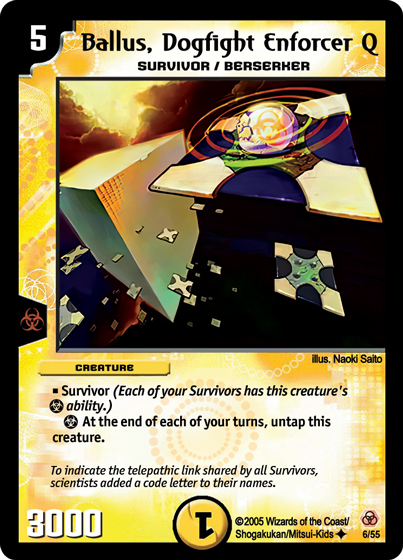 5 Ballus, Dogfight Enforcer Q
SURVIVOR / BERSERKER
illus. Naoki Saito
CREATURE
▪ Survivor (Each of your Survivors has this creature's
☣ ability.)
☣ At the end of each of your turns, untap this
creature.
To indicate the telepathic link shared by all Survivors,
scientists added a code letter to their names.
3000
1
©2005 Wizards of the Coast/
Shogakukan/Mitsui-Kids ✦ 6/55